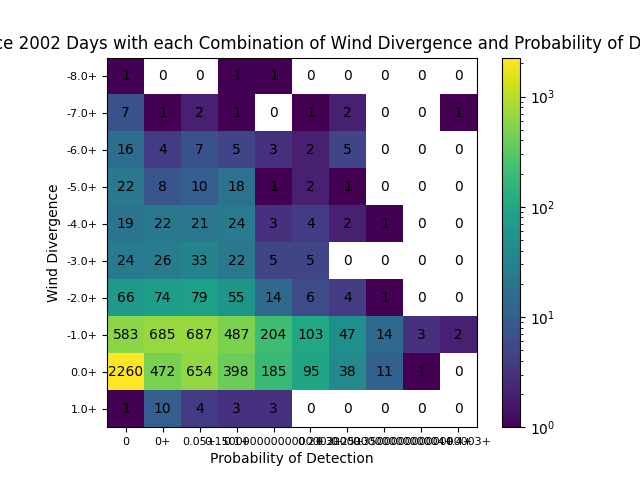 ce 2002 Days with each Combination of Wind Divergence and Probability of D
-8.0+ 1 0 0 1 1 0 0 0 0 0
-7.0+ 7 1 2 1 0 1 2 0 0 1
-6.0+ 16 4 7 5 3 2 5 0 0 0
-5.0+ 22 8 10 18 1 2 1 0 0 0
-4.0+ 19 22 21 24 3 4 2 1 0 0
-3.0+ 24 26 33 22 5 5 0 0 0 0
-2.0+ 66 74 79 55 14 6 4 1 0 0
-1.0+ 583 685 687 487 204 103 47 14 3 2
0.0+ 2260 472 654 398 185 95 38 11 1 0
1.0+ 1 10 4 3 3 0 0 0 0 0
0 0+
Probability of Detection
Wind Divergence
10³
10²
10¹
10⁰